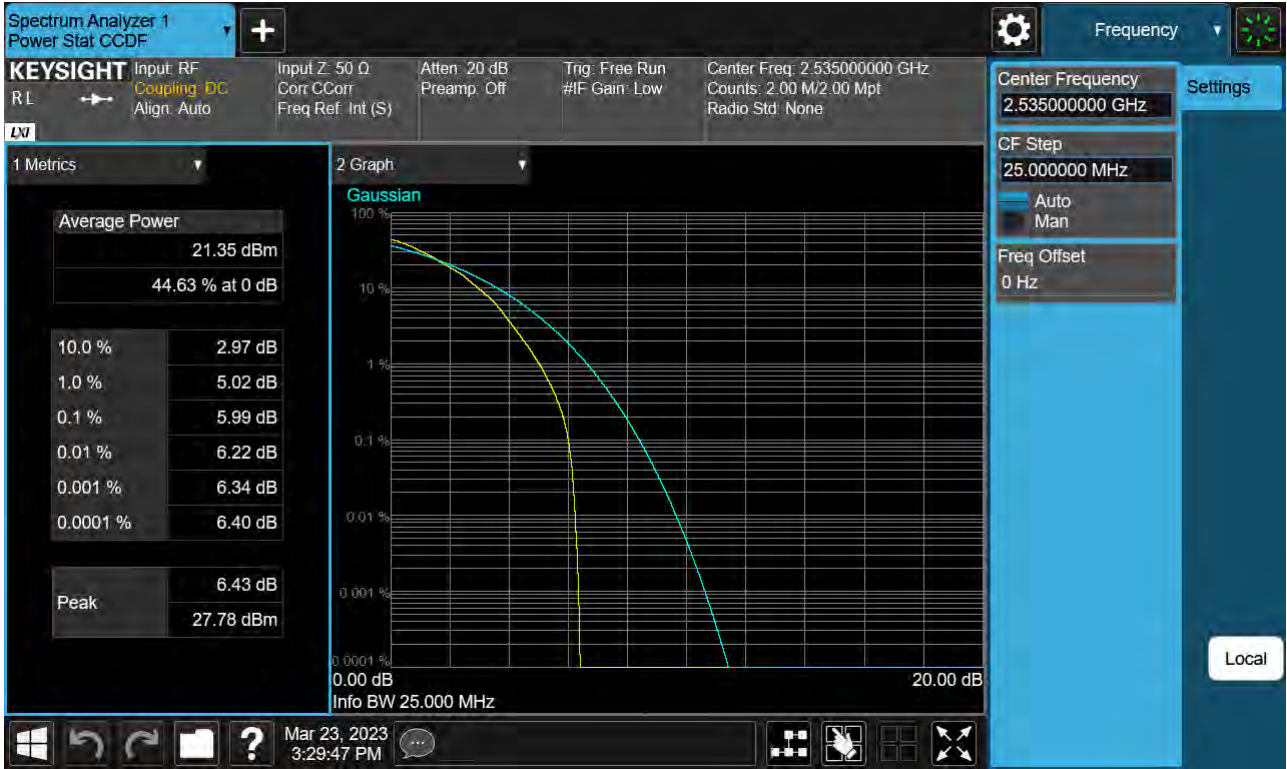 Spectrum Analyzer 1
Power Stat CCDF
Frequency
KEYSIGHT
R L
LXI
Input: RF
Coupling: DC
Align: Auto
Input Z: 50 Ω
Corr CCorr
Freq Ref: Int (S)
Atten: 20 dB
Preamp: Off
Trig: Free Run
#IF Gain: Low
Center Freq: 2.535000000 GHz
Counts: 2.00 M/2.00 Mpt
Radio Std: None
Center Frequency
2.535000000 GHz
Settings
CF Step
25.000000 MHz
Auto
Man
Freq Offset
0 Hz
1 Metrics
Average Power
21.35 dBm
44.63 % at 0 dB
10.0 % 2.97 dB
1.0 % 5.02 dB
0.1 % 5.99 dB
0.01 % 6.22 dB
0.001 % 6.34 dB
0.0001 % 6.40 dB
Peak
6.43 dB
27.78 dBm
2 Graph
Gaussian
100 %
10 %
1 %
0.1 %
0.01 %
0.001 %
0.0001 %
0.00 dB 20.00 dB
Info BW 25.000 MHz
Local
?
Mar 23, 2023
3:29:47 PM